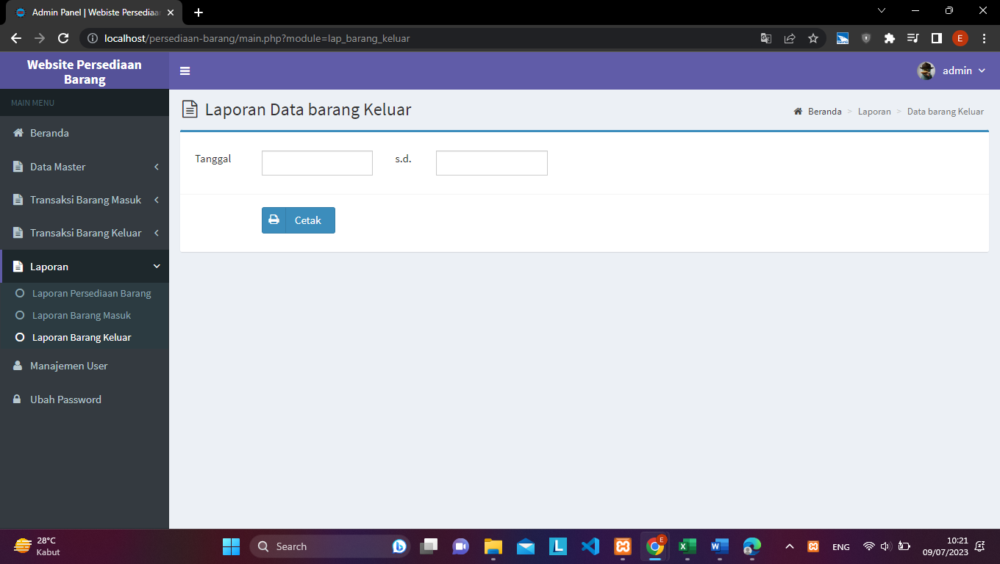 Admin Panel | Webiste Persediaa
localhost/persediaan-barang/main.php?module=lap_barang_keluar
E
Website Persediaan
Barang
admin
MAIN MENU
Beranda
Data Master
Transaksi Barang Masuk
Transaksi Barang Keluar
Laporan
Laporan Persediaan Barang
Laporan Barang Masuk
Laporan Barang Keluar
Manajemen User
Ubah Password
Laporan Data barang Keluar
Beranda > Laporan > Data barang Keluar
Tanggal s.d.
Cetak
28°C
Kabut
Search
L
E
X
W
ENG
10:21
09/07/2023